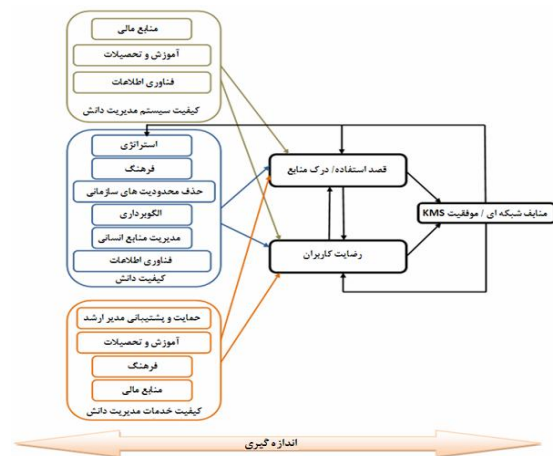 منابع مالی
آموزش و تحصیلات
فناوری اطلاعات
کیفیت سیستم مدیریت دانش
استراتژی
فرهنگ
حذف محدودیت های سازمانی
الگوبرداری
مدیریت منابع انسانی
فناوری اطلاعات
کیفیت دانش
حمایت و پشتیبانی مدیر ارشد
آموزش و تحصیلات
فرهنگ
منابع مالی
کیفیت خدمات مدیریت دانش
قصد استفاده/ درک منابع
رضایت کاربران
منایف شبکه ای / موفقیت KMS
اندازه گیری